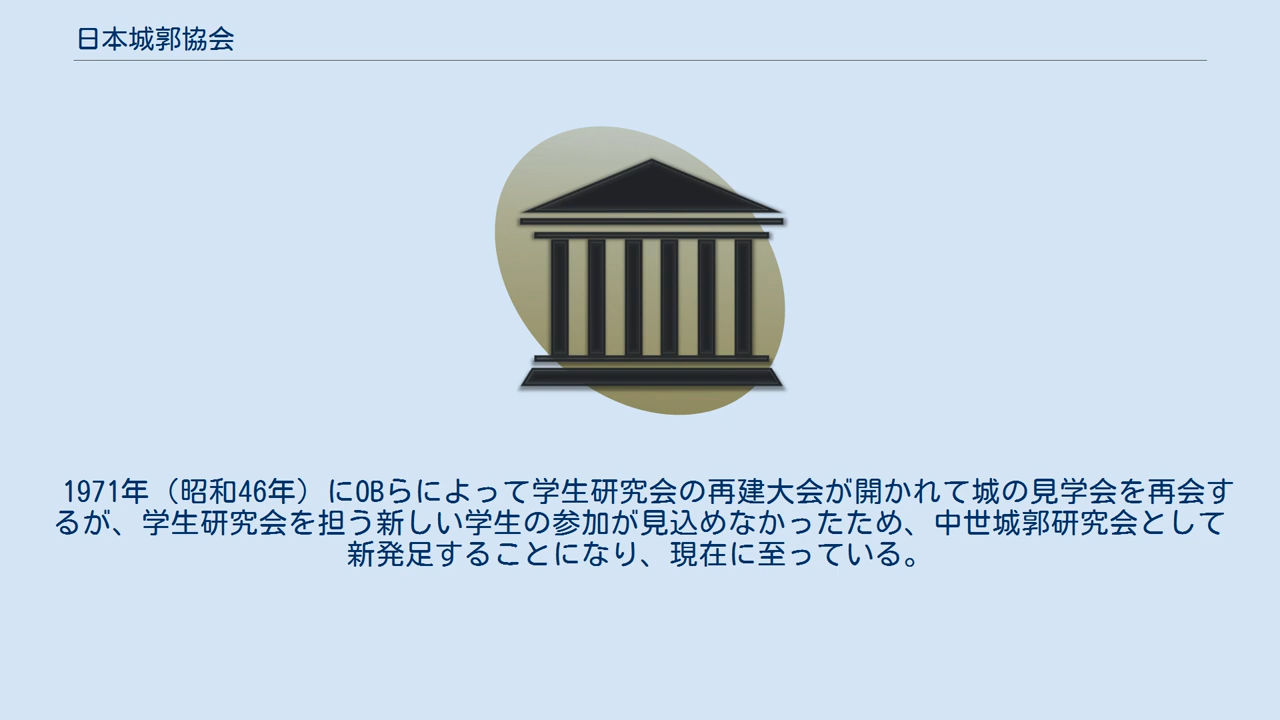 日本城郭協会
1971年（昭和46年）にOBらによって学生研究会の再建大会が開かれて城の見学会を再会す
るが、学生研究会を担う新しい学生の参加が見込めなかったため、中世城郭研究会として
新発足することになり、現在に至っている。